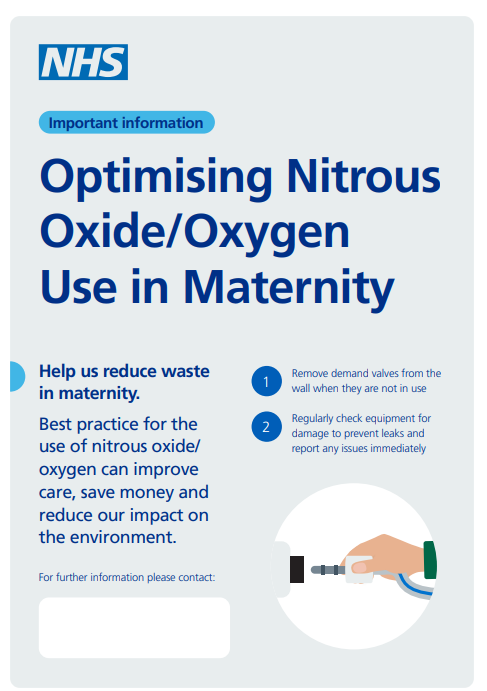 NHS
Important information
Optimising Nitrous
Oxide/Oxygen
Use in Maternity
Help us reduce waste
in maternity.
Best practice for the
use of nitrous oxide/
oxygen can improve
care, save money and
reduce our impact on
the environment.
For further information please contact:
1
Remove demand valves from the
wall when they are not in use
2
Regularly check equipment for
damage to prevent leaks and
report any issues immediately